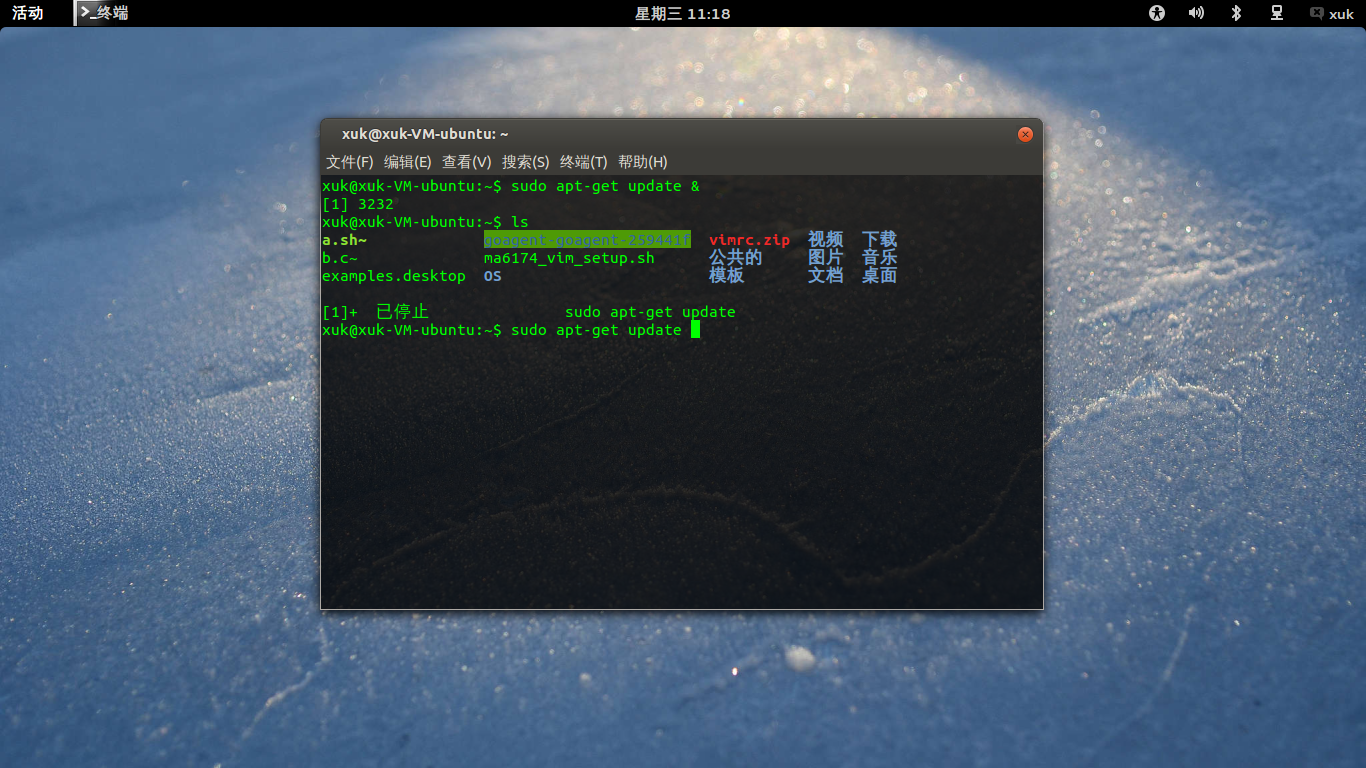 活动 终端 星期三 11:18 xuk
xuk@xuk-VM-ubuntu: ~
文件(F) 编辑(E) 查看(V) 搜索(S) 终端(T) 帮助(H)
xuk@xuk-VM-ubuntu:~$ sudo apt-get update &
[1] 3232
xuk@xuk-VM-ubuntu:~$ ls
a.sh~ goagent-goagent-259441f vimrc.zip 视频 下载
b.c~ ma6174_vim_setup.sh 公共的 图片 音乐
examples.desktop OS 模板 文档 桌面
[1]+ 已停止 sudo apt-get update
xuk@xuk-VM-ubuntu:~$ sudo apt-get update